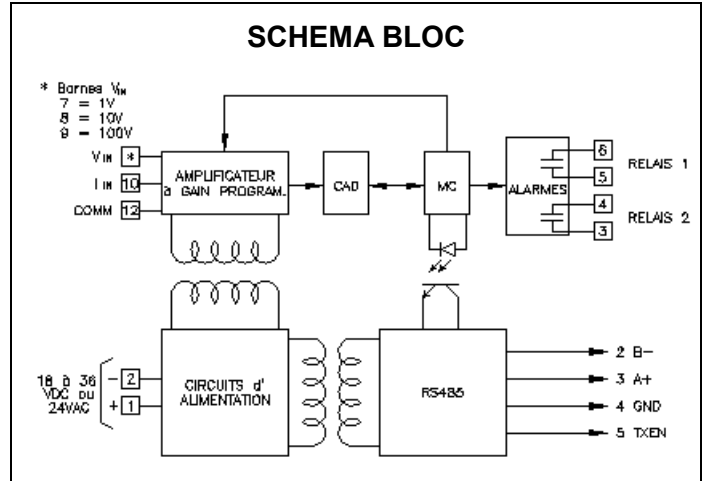 SCHEMA BLOC
* Bornes VIN
7 = 1V
8 = 10V
9 = 100V
VIN *
IIN 10
COMM 12
AMPLIFICATEUR
à GAIN PROGRAM.
CAD
MC
ALARMES
6
5
RELAIS 1
4
3
RELAIS 2
18 à 36
VDC ou
24VAC
- 2
+ 1
CIRCUITS d'
ALIMENTATION
RS485
2 B-
3 A+
4 GND
5 TXEN